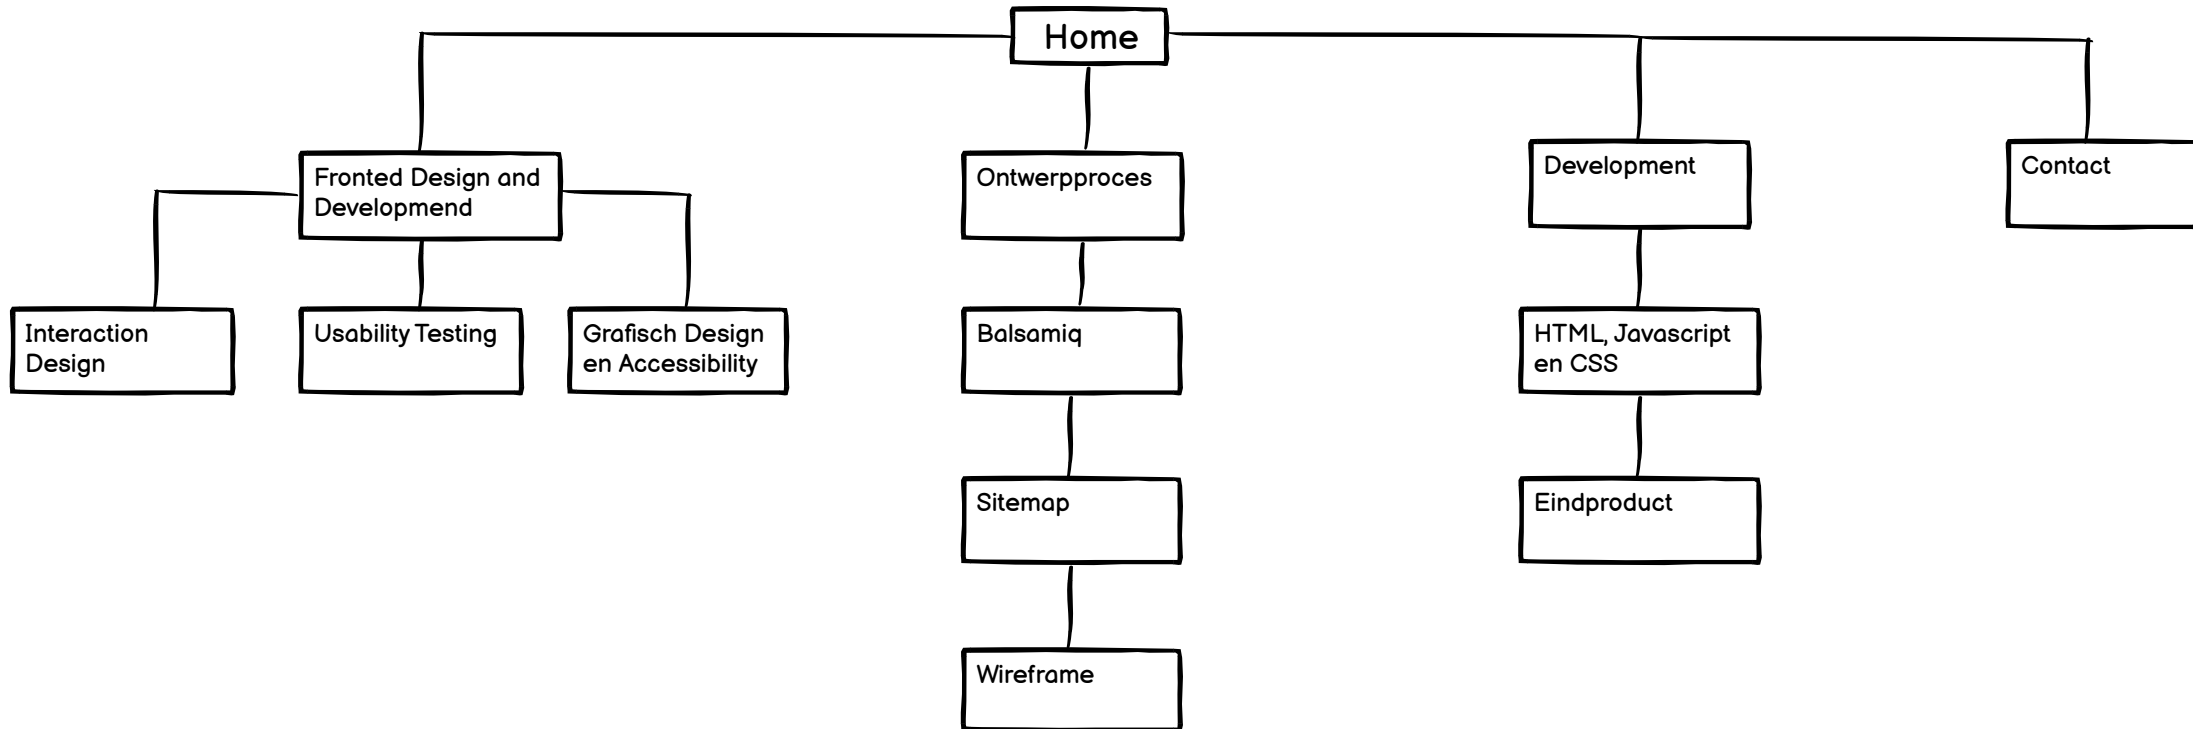 Home
Fronted Design and
Developmend
Ontwerpproces
Development
Contact
Interaction
Design
Usability Testing
Grafisch Design
en Accessibility
Balsamiq
HTML, Javascript
en CSS
Sitemap
Eindproduct
Wireframe